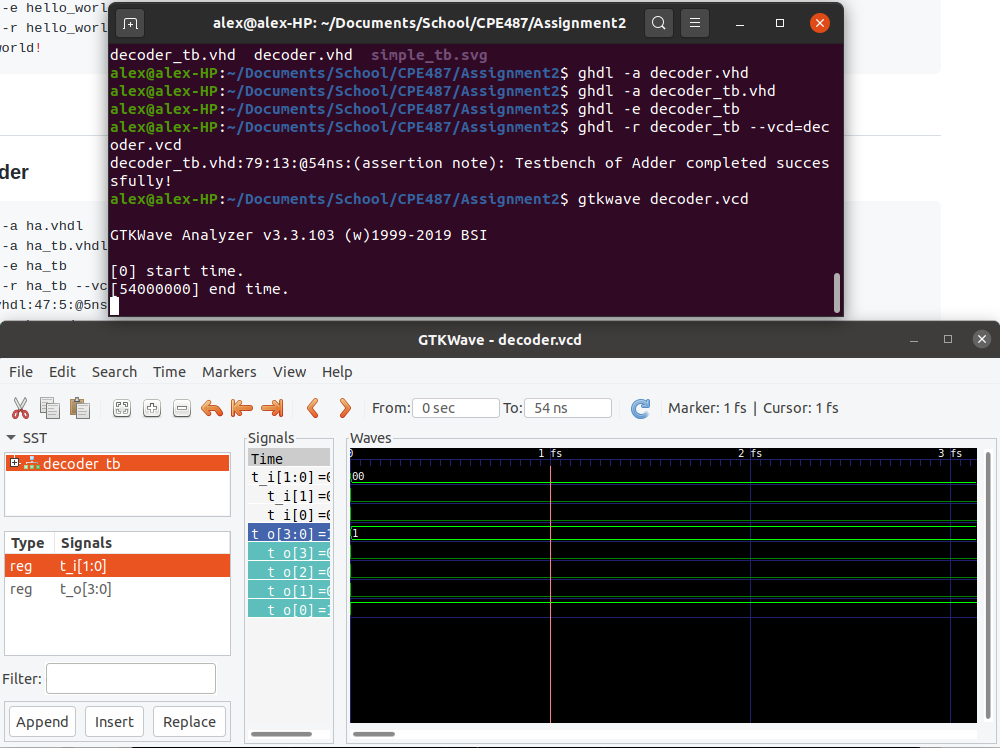 -e hello_worl
-r hello_worl
orld!
der
-a ha.vhdl
-a ha_tb.vhdl
-e ha_tb
-r ha_tb --vc
hdl:47:5:@5ns
alex@alex-HP: ~/Documents/School/CPE487/Assignment2
decoder_tb.vhd  decoder.vhd  simple_tb.svg
alex@alex-HP:~/Documents/School/CPE487/Assignment2$ ghdl -a decoder.vhd
alex@alex-HP:~/Documents/School/CPE487/Assignment2$ ghdl -a decoder_tb.vhd
alex@alex-HP:~/Documents/School/CPE487/Assignment2$ ghdl -e decoder_tb
alex@alex-HP:~/Documents/School/CPE487/Assignment2$ ghdl -r decoder_tb --vcd=dec
oder.vcd
decoder_tb.vhd:79:13:@54ns:(assertion note): Testbench of Adder completed succes
sfully!
alex@alex-HP:~/Documents/School/CPE487/Assignment2$ gtkwave decoder.vcd
GTKWave Analyzer v3.3.103 (w)1999-2019 BSI
[0] start time.
[54000000] end time.
GTKWave - decoder.vcd
File Edit Search Time Markers View Help
From: 0 sec To: 54 ns Marker: 1 fs | Cursor: 1 fs
SST
decoder_tb
Type Signals
reg t_i[1:0]
reg t_o[3:0]
Filter:
Append Insert Replace
Signals
Time
t_i[1:0] =0
t_i[1] =0
t_i[0] =0
t_o[3:0] =1
t_o[3] =0
t_o[2] =0
t_o[1] =0
t_o[0] =1
Waves
0 1 fs 2 fs 3 fs
00
1